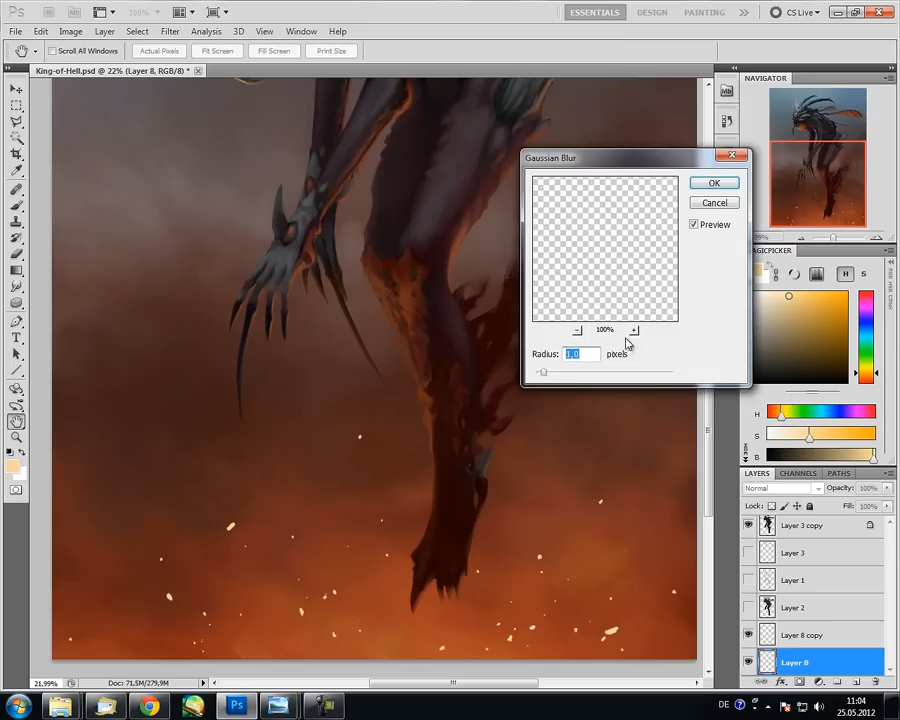 Ps 100% ESSENTIALS DESIGN PAINTING CS Live
File Edit Image Layer Select Filter Analysis 3D View Window Help
Scroll All Windows Actual Pixels Fit Screen Fill Screen Print Size
King-of-Hell.psd @ 22% (Layer 8, RGB/8) *
NAVIGATOR
Mb
Gaussian Blur
OK
Cancel
Preview
100%
Radius: 1,0 pixels
H S
H
S
B
LAYERS CHANNELS PATHS
Normal Opacity: 100%
Lock: Fill: 100%
Layer 3 copy
Layer 3
Layer 1
Layer 2
Layer 8 copy
Layer 8
21,99% Doc: 71,5M/279,9M
Ps DE 11:04
25.05.2012